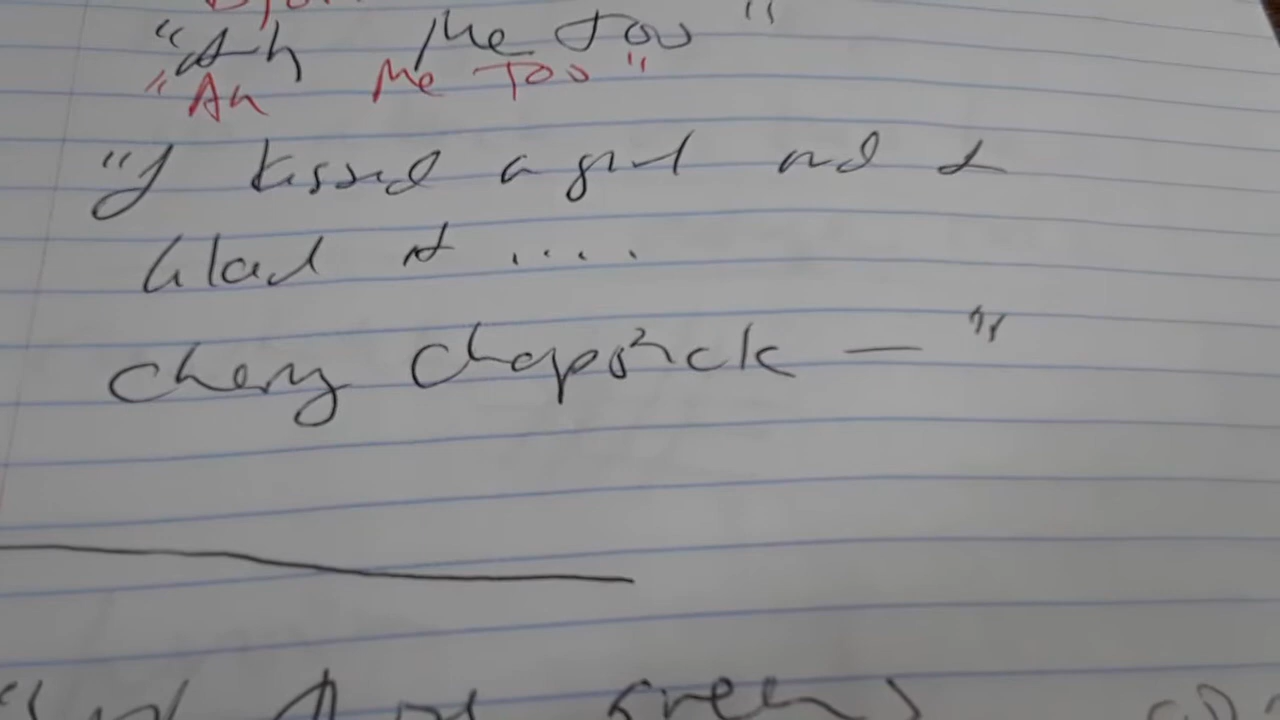 "Ah Me Too"
"Ah Me Too"
"I kissed a girl and I
liked it ....
Cherry Chapstick — "